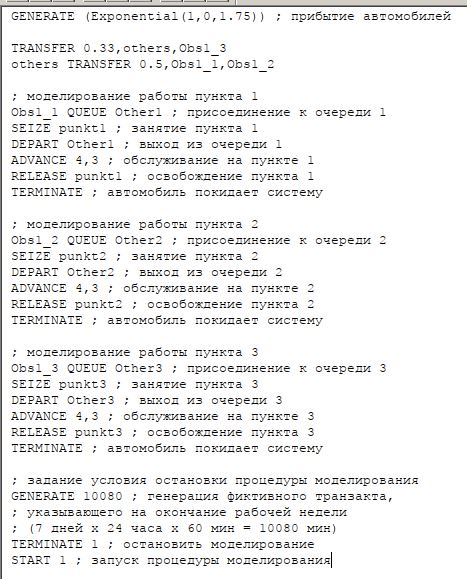 GENERATE (Exponential(1,0,1.75)) ; прибытие автомобилей
TRANSFER 0.33,others,Obs1_3
others TRANSFER 0.5,Obs1_1,Obs1_2
; моделирование работы пункта 1
Obs1_1 QUEUE Other1 ; присоединение к очереди 1
SEIZE punkt1 ; занятие пункта 1
DEPART Other1 ; выход из очереди 1
ADVANCE 4,3 ; обслуживание на пункте 1
RELEASE punkt1 ; освобождение пункта 1
TERMINATE ; автомобиль покидает систему
; моделирование работы пункта 2
Obs1_2 QUEUE Other2 ; присоединение к очереди 2
SEIZE punkt2 ; занятие пункта 2
DEPART Other2 ; выход из очереди 2
ADVANCE 4,3 ; обслуживание на пункте 2
RELEASE punkt2 ; освобождение пункта 2
TERMINATE ; автомобиль покидает систему
; моделирование работы пункта 3
Obs1_3 QUEUE Other3 ; присоединение к очереди 3
SEIZE punkt3 ; занятие пункта 3
DEPART Other3 ; выход из очереди 3
ADVANCE 4,3 ; обслуживание на пункте 3
RELEASE punkt3 ; освобождение пункта 3
TERMINATE ; автомобиль покидает систему
; задание условия остановки процедуры моделирования
GENERATE 10080 ; генерация фиктивного транзакта,
; указывающего на окончание рабочей недели
; (7 дней x 24 часа x 60 мин = 10080 мин)
TERMINATE 1 ; остановить моделирование
START 1 ; запуск процедуры моделирования